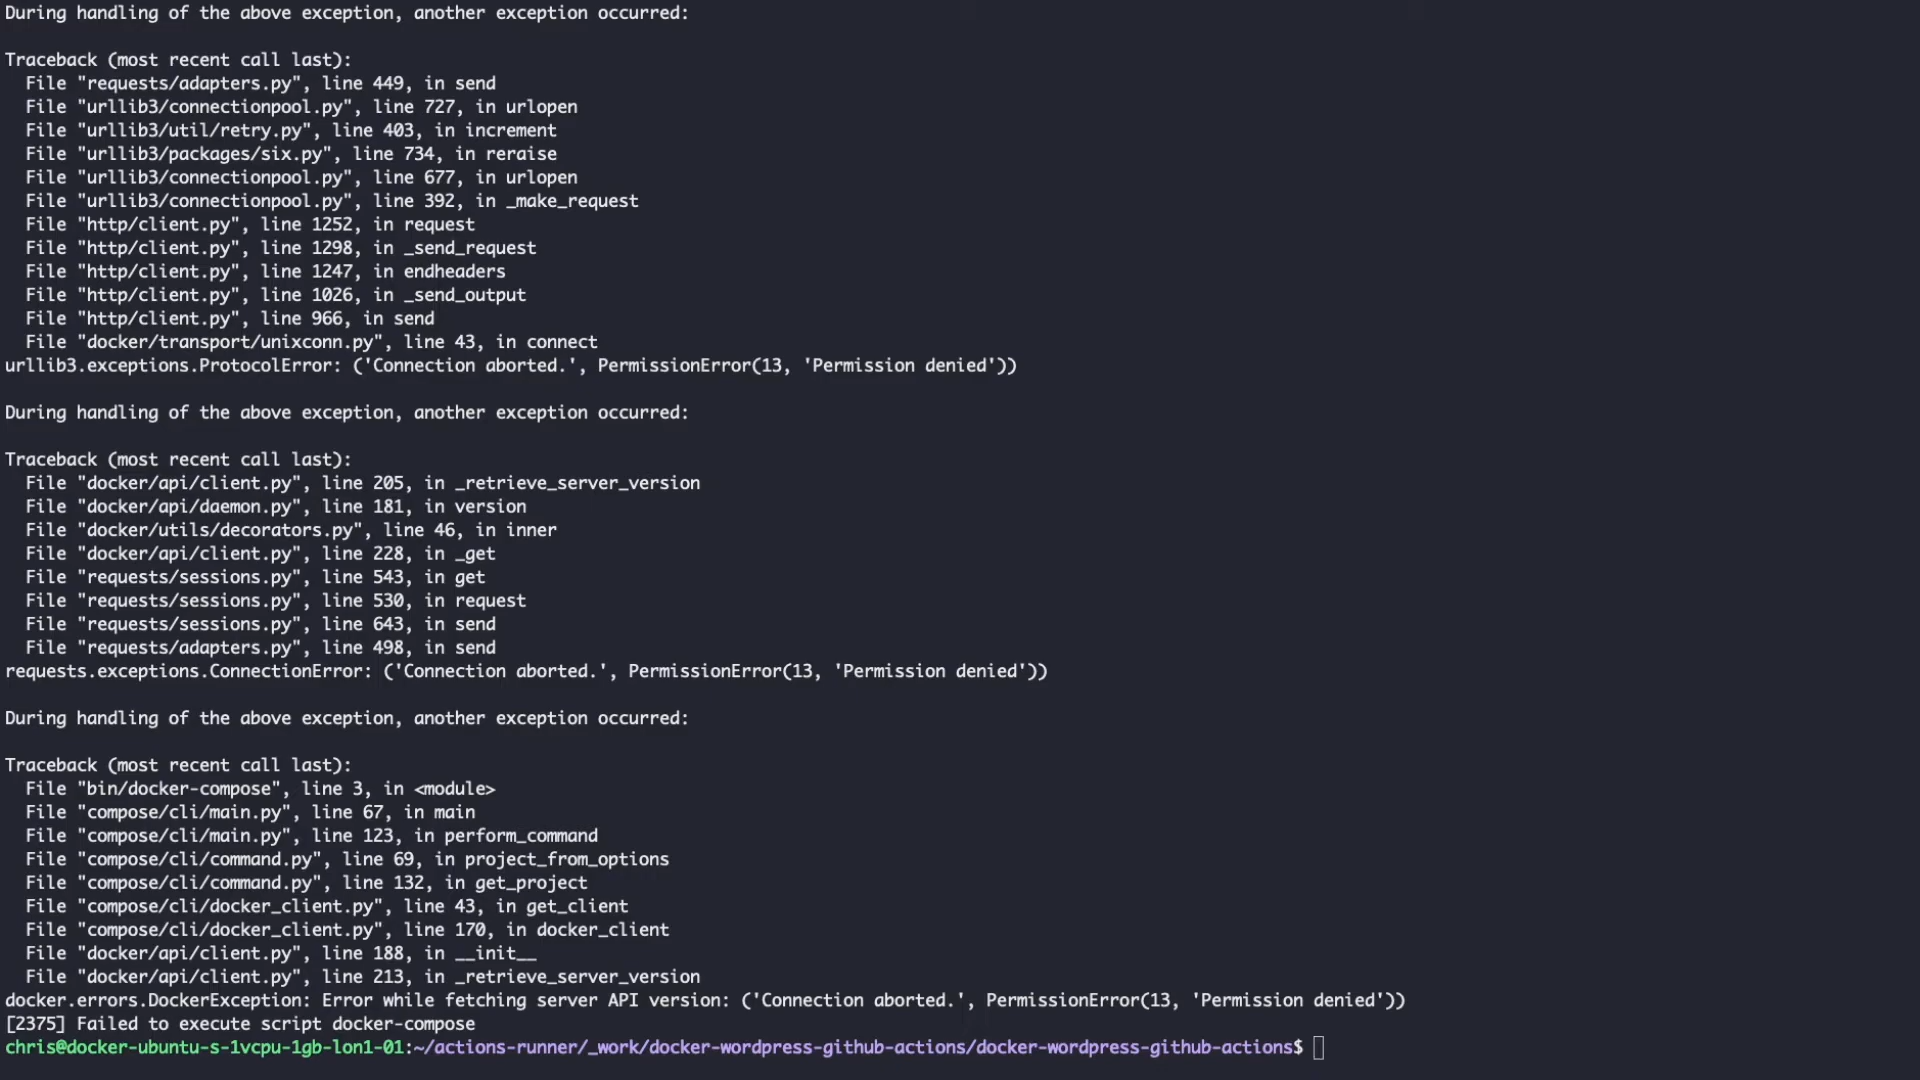 During handling of the above exception, another exception occurred:
Traceback (most recent call last):
File "requests/adapters.py", line 449, in send
File "urllib3/connectionpool.py", line 727, in urlopen
File "urllib3/util/retry.py", line 403, in increment
File "urllib3/packages/six.py", line 734, in reraise
File "urllib3/connectionpool.py", line 677, in urlopen
File "urllib3/connectionpool.py", line 392, in _make_request
File "http/client.py", line 1252, in request
File "http/client.py", line 1298, in _send_request
File "http/client.py", line 1247, in endheaders
File "http/client.py", line 1026, in _send_output
File "http/client.py", line 966, in send
File "docker/transport/unixconn.py", line 43, in connect
urllib3.exceptions.ProtocolError: ('Connection aborted.', PermissionError(13, 'Permission denied'))
During handling of the above exception, another exception occurred:
Traceback (most recent call last):
File "docker/api/client.py", line 205, in _retrieve_server_version
File "docker/api/daemon.py", line 181, in version
File "docker/utils/decorators.py", line 46, in inner
File "docker/api/client.py", line 228, in _get
File "requests/sessions.py", line 543, in get
File "requests/sessions.py", line 530, in request
File "requests/sessions.py", line 643, in send
File "requests/adapters.py", line 498, in send
requests.exceptions.ConnectionError: ('Connection aborted.', PermissionError(13, 'Permission denied'))
During handling of the above exception, another exception occurred:
Traceback (most recent call last):
File "bin/docker-compose", line 3, in <module>
File "compose/cli/main.py", line 67, in main
File "compose/cli/main.py", line 123, in perform_command
File "compose/cli/command.py", line 69, in project_from_options
File "compose/cli/command.py", line 132, in get_project
File "compose/cli/docker_client.py", line 43, in get_client
File "compose/cli/docker_client.py", line 170, in docker_client
File "docker/api/client.py", line 188, in __init__
File "docker/api/client.py", line 213, in _retrieve_server_version
docker.errors.DockerException: Error while fetching server API version: ('Connection aborted.', PermissionError(13, 'Permission denied'))
[2375] Failed to execute script docker-compose
chris@docker-ubuntu-s-1vcpu-1gb-lon1-01:~/actions-runner/_work/docker-wordpress-github-actions/docker-wordpress-github-actions$